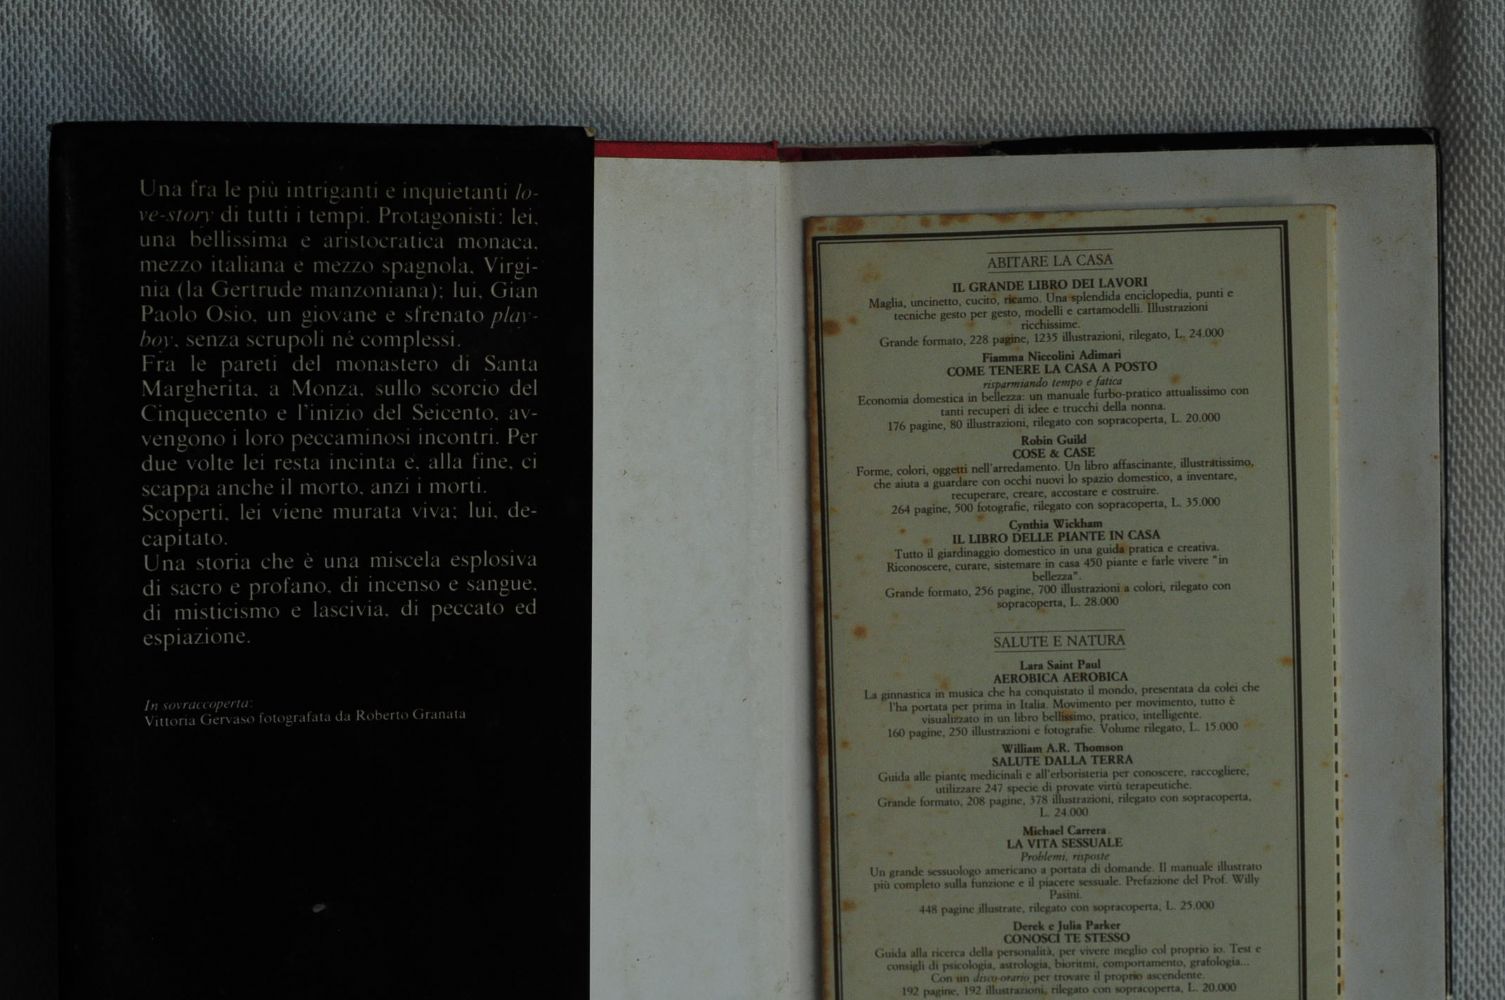 Una fra le più intriganti e inquietanti lo-
ve-story di tutti i tempi. Protagonisti: lei,
una bellissima e aristocratica monaca,
mezzo italiana e mezzo spagnola, Virgi-
nia (la Gertrude manzoniana); lui, Gian
Paolo Osio, un giovane e sfrenato play-
boy, senza scrupoli nè complessi.
Fra le pareti del monastero di Santa
Margherita, a Monza, sullo scorcio del
Cinquecento e l'inizio del Seicento, av-
vengono i loro peccaminosi incontri. Per
due volte lei resta incinta e, alla fine, ci
scappa anche il morto, anzi i morti.
Scoperti, lei viene murata viva; lui, de-
capitato.
Una storia che è una miscela esplosiva
di sacro e profano, di incenso e sangue,
di misticismo e lascivia, di peccato ed
espiazione.
In sovraccoperta:
Vittoria Gervaso fotografata da Roberto Granata
ABITARE LA CASA
IL GRANDE LIBRO DEI LAVORI
Maglia, uncinetto, cucito, ricamo. Una splendida enciclopedia, punti e
tecniche gesto per gesto, modelli e cartamodelli. Illustrazioni
ricchissime.
Grande formato, 228 pagine, 1235 illustrazioni, rilegato, L. 24.000
Fiamma Niccolini Adimari
COME TENERE LA CASA A POSTO
risparmiando tempo e fatica
Economia domestica in bellezza: un manuale furbo-pratico attualissimo con
tanti recuperi di idee e trucchi della nonna.
176 pagine, 80 illustrazioni, rilegato con sopracoperta, L. 20.000
Robin Guild
COSE & CASE
Forme, colori, oggetti nell'arredamento. Un libro affascinante, illustratissimo,
che aiuta a guardare con occhi nuovi lo spazio domestico, a inventare,
recuperare, creare, accostare e costruire.
264 pagine, 500 fotografie, rilegato con sopracoperta, L. 35.000
Cynthia Wickham
IL LIBRO DELLE PIANTE IN CASA
Tutto il giardinaggio domestico in una guida pratica e creativa.
Riconoscere, curare, sistemare in casa 450 piante e farle vivere "in
bellezza".
Grande formato, 256 pagine, 700 illustrazioni a colori, rilegato con
sopracoperta, L. 28.000
SALUTE E NATURA
Lara Saint Paul
AEROBICA AEROBICA
La ginnastica in musica che ha conquistato il mondo, presentata da colei che
l'ha portata per prima in Italia. Movimento per movimento, tutto è
visualizzato in un libro bellissimo, pratico, intelligente.
160 pagine, 250 illustrazioni e fotografie. Volume rilegato, L. 15.000
William A.R. Thomson
SALUTE DALLA TERRA
Guida alle piante medicinali e all'erboristeria per conoscere, raccogliere,
utilizzare 247 specie di provate virtù terapeutiche.
Grande formato, 208 pagine, 378 illustrazioni, rilegato con sopracoperta,
L. 24.000
Michael Carrera
LA VITA SESSUALE
Problemi, risposte
Un grande sessuologo americano a portata di domande. Il manuale illustrato
più completo sulla funzione e il piacere sessuale. Prefazione del Prof. Willy
Pasini.
448 pagine illustrate, rilegato con sopracoperta, L. 25.000
Derek e Julia Parker
CONOSCI TE STESSO
Guida alla ricerca della personalità, per vivere meglio col proprio io. Test e
consigli di psicologia, astrologia, bioritmi, comportamento, grafologia...
Con un disco-orario per trovare il proprio ascendente.
192 pagine, 192 illustrazioni, rilegato con sopracoperta, L. 20.000